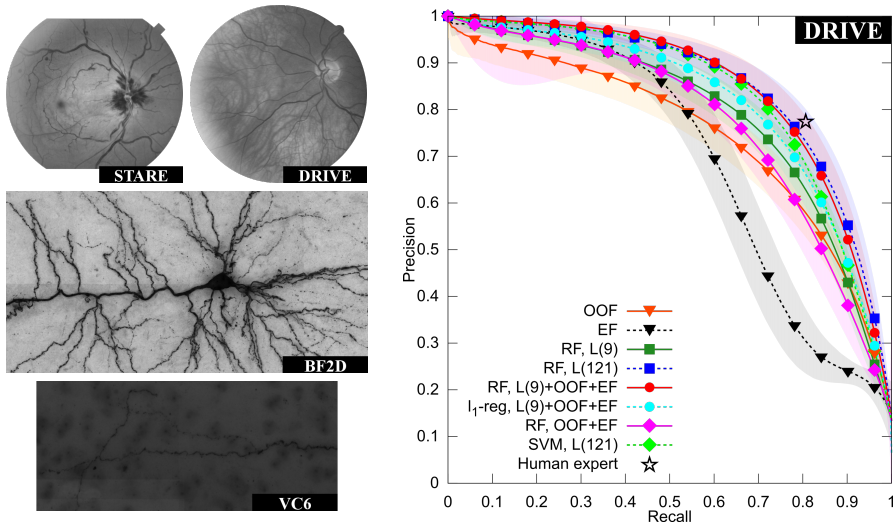 STARE
DRIVE
BF2D
VC6
DRIVE
Precision
1
0.9
0.8
0.7
0.6
0.5
0.4
0.3
0.2
0.1
0
OOF
EF
RF, L(9)
RF, L(121)
RF, L(9)+OOF+EF
l₁-reg, L(9)+OOF+EF
RF, OOF+EF
SVM, L(121)
Human expert
0 0.1 0.2 0.3 0.4 0.5 0.6 0.7 0.8 0.9 1
Recall